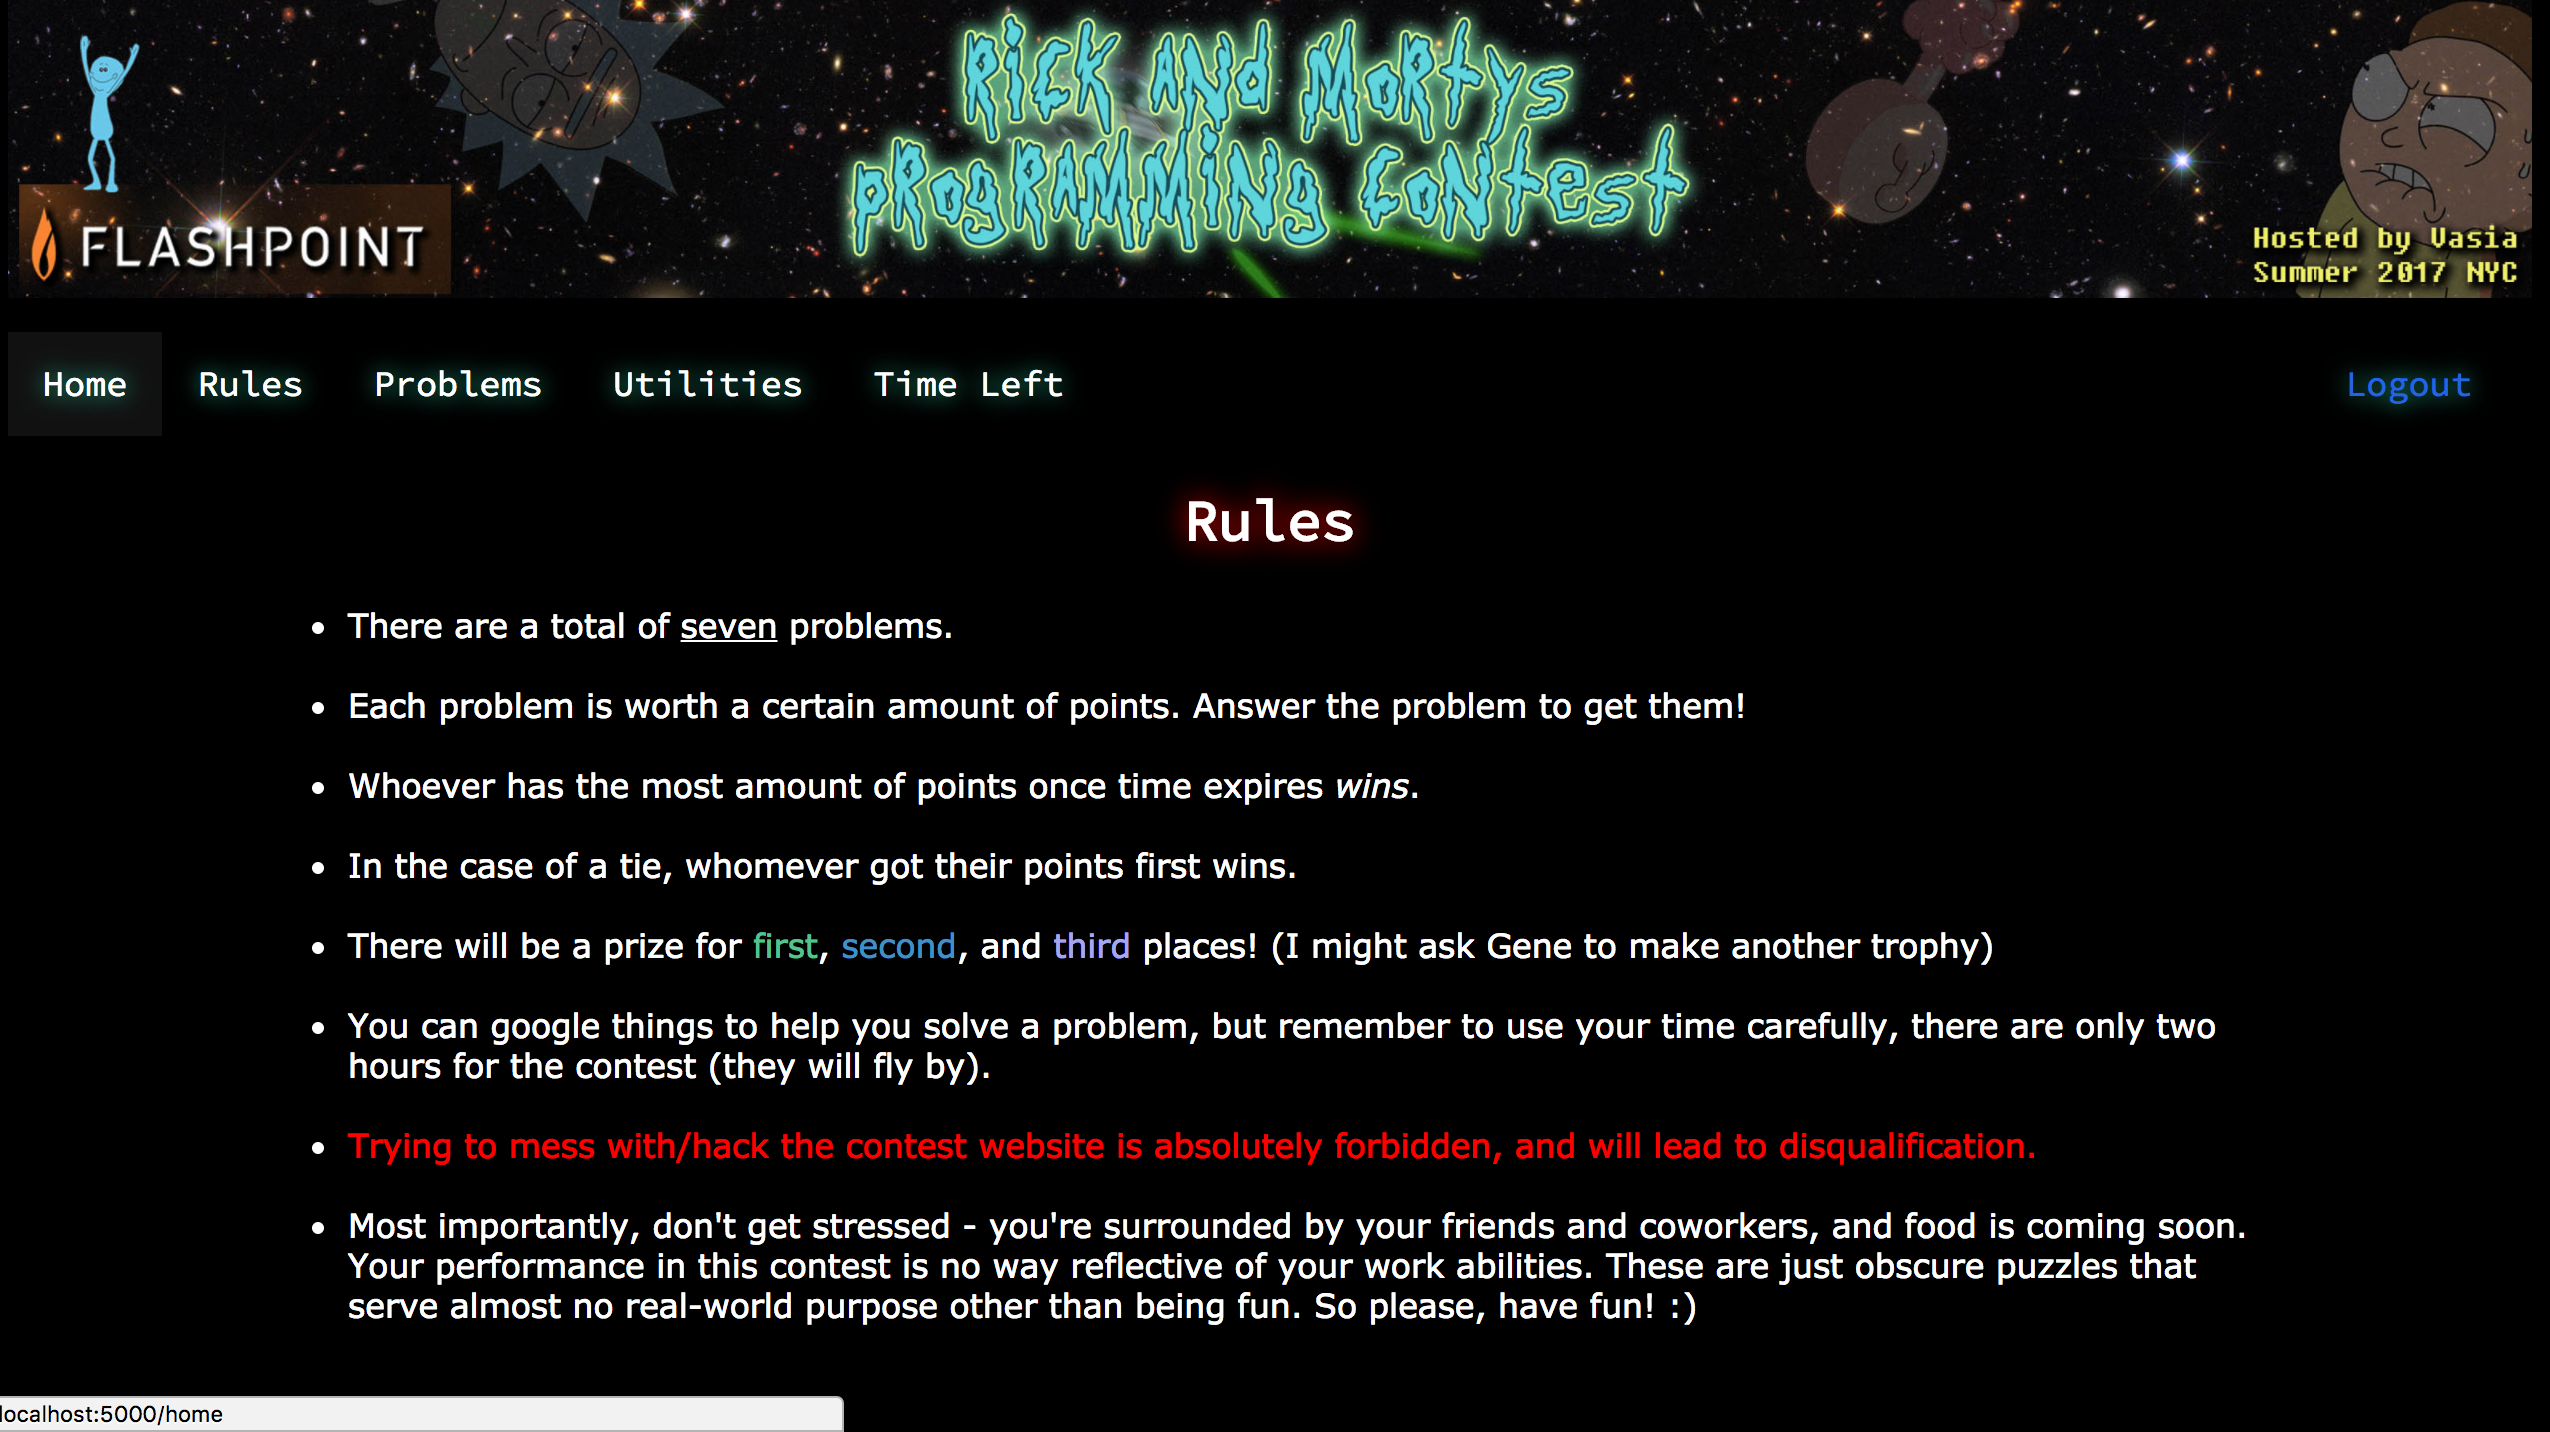 Rick and Mortys
Programming Contest
FLASHPOINT
Hosted by Vasia
Summer 2017 NYC
Home Rules Problems Utilities Time Left Logout
Rules
• There are a total of seven problems.
• Each problem is worth a certain amount of points. Answer the problem to get them!
• Whoever has the most amount of points once time expires wins.
• In the case of a tie, whomever got their points first wins.
• There will be a prize for first, second, and third places! (I might ask Gene to make another trophy)
• You can google things to help you solve a problem, but remember to use your time carefully, there are only two
hours for the contest (they will fly by).
• Trying to mess with/hack the contest website is absolutely forbidden, and will lead to disqualification.
• Most importantly, don't get stressed - you're surrounded by your friends and coworkers, and food is coming soon.
Your performance in this contest is no way reflective of your work abilities. These are just obscure puzzles that
serve almost no real-world purpose other than being fun. So please, have fun! :)
localhost:5000/home